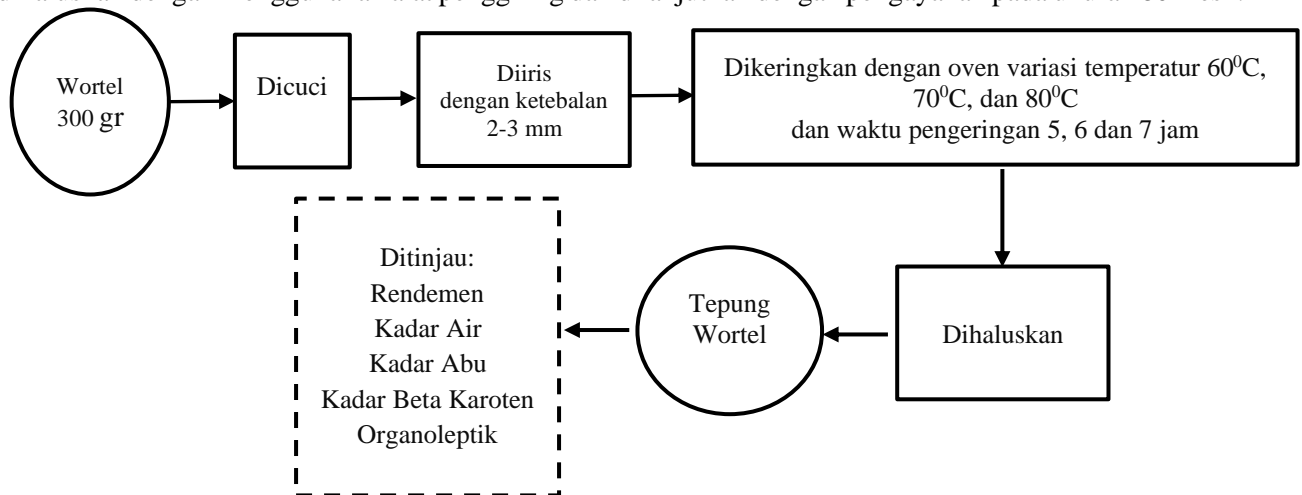 Wortel
300 gr
Dicuci
Diiris
dengan ketebalan
2-3 mm
Dikeringkan dengan oven variasi temperatur 60⁰C,
70⁰C, dan 80⁰C
dan waktu pengeringan 5, 6 dan 7 jam
Dihaluskan
Tepung
Wortel
Ditinjau:
Rendemen
Kadar Air
Kadar Abu
Kadar Beta Karoten
Organoleptik